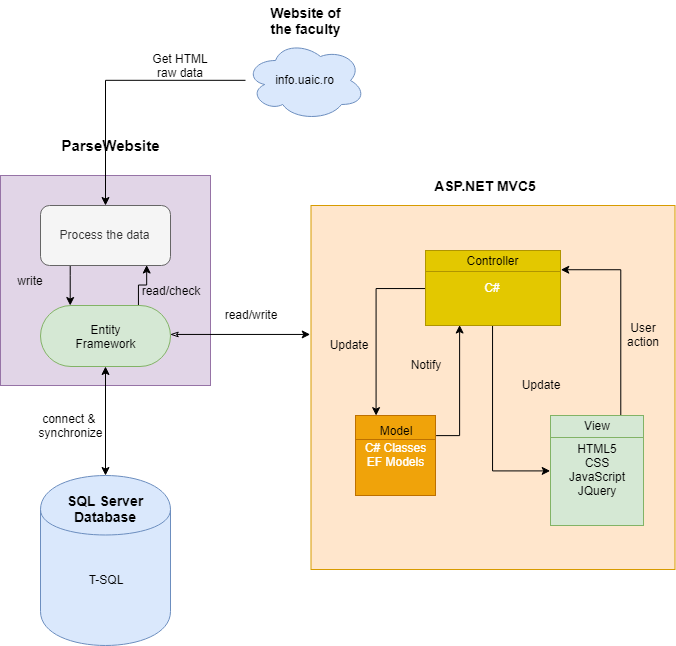 Website of
the faculty
Get HTML
raw data
info.uaic.ro
ParseWebsite
Process the data
write
read/check
Entity
Framework
read/write
connect &
synchronize
SQL Server
Database
T-SQL
ASP.NET MVC5
Controller
C#
Update
Notify
Update
User
action
Model
C# Classes
EF Models
View
HTML5
CSS
JavaScript
JQuery